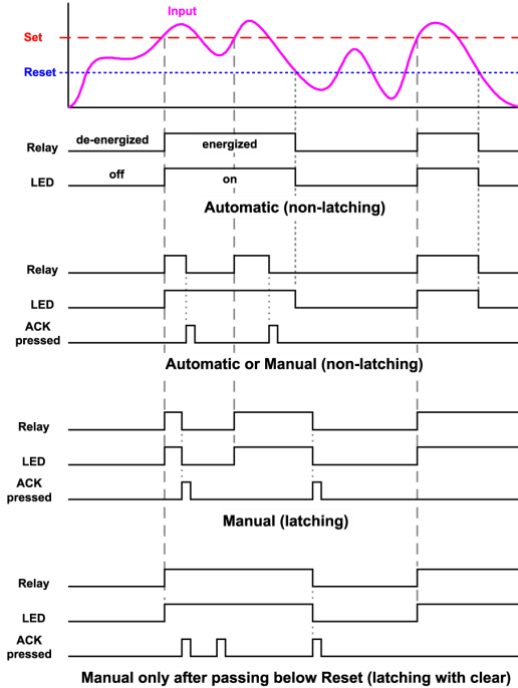 Input
Set
Reset
de-energized energized
Relay
off on
LED
Automatic (non-latching)
Relay
LED
ACK
pressed
Automatic or Manual (non-latching)
Relay
LED
ACK
pressed
Manual (latching)
Relay
LED
ACK
pressed
Manual only after passing below Reset (latching with clear)